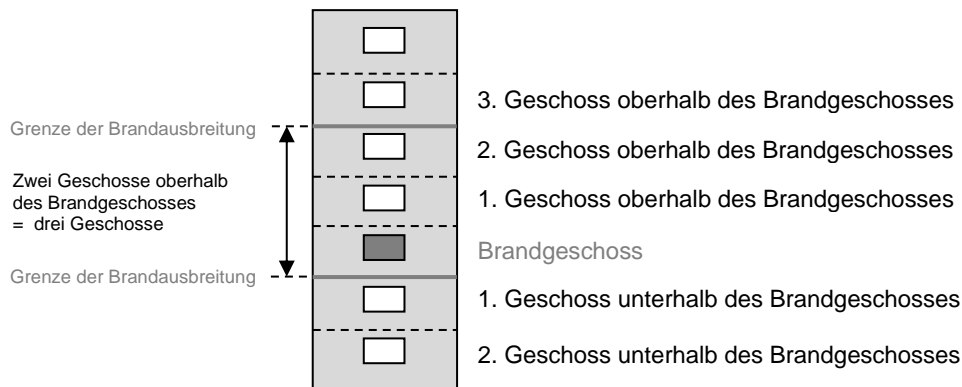 3. Geschoss oberhalb des Brandgeschosses
Grenze der Brandausbreitung
2. Geschoss oberhalb des Brandgeschosses
Zwei Geschosse oberhalb
des Brandgeschosses
= drei Geschosse
1. Geschoss oberhalb des Brandgeschosses
Brandgeschoss
Grenze der Brandausbreitung
1. Geschoss unterhalb des Brandgeschosses
2. Geschoss unterhalb des Brandgeschosses